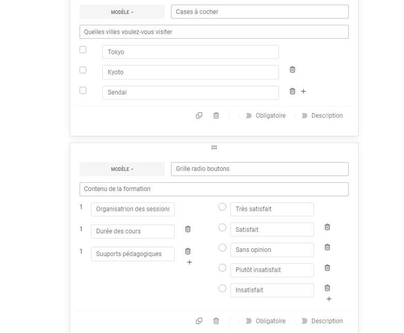 MODÈLE
Cases à cocher
Quelles villes voulez-vous visiter
Tokyo
Kyoto
Sendai
Obligatoire
Description
MODÈLE
Grille radio boutons
Contenu de la formation
1 Organisatrion des sessions
Très satisfait
1 Durée des cours
Satisfait
1 Suuports pédagogiques
Sans opinion
Plutôt insatisfait
Insatisfait
Obligatoire
Description